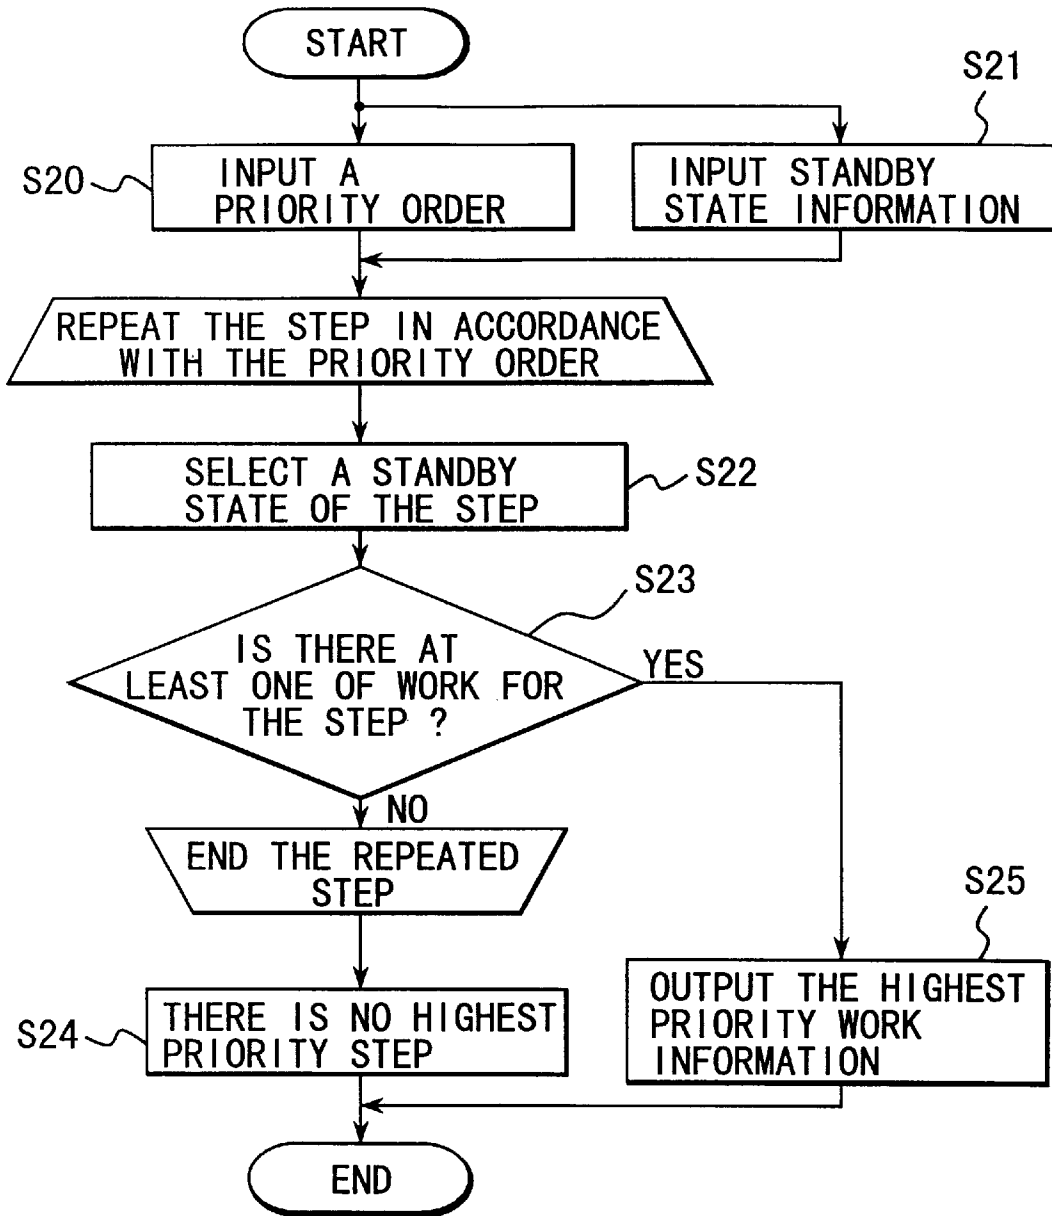 START
S21
S20
INPUT A
PRIORITY ORDER
INPUT STANDBY
STATE INFORMATION
REPEAT THE STEP IN ACCORDANCE
WITH THE PRIORITY ORDER
SELECT A STANDBY
STATE OF THE STEP
S22
S23
IS THERE AT
LEAST ONE OF WORK FOR
THE STEP ?
YES
NO
END THE REPEATED
STEP
S25
S24
THERE IS NO HIGHEST
PRIORITY STEP
OUTPUT THE HIGHEST
PRIORITY WORK
INFORMATION
END